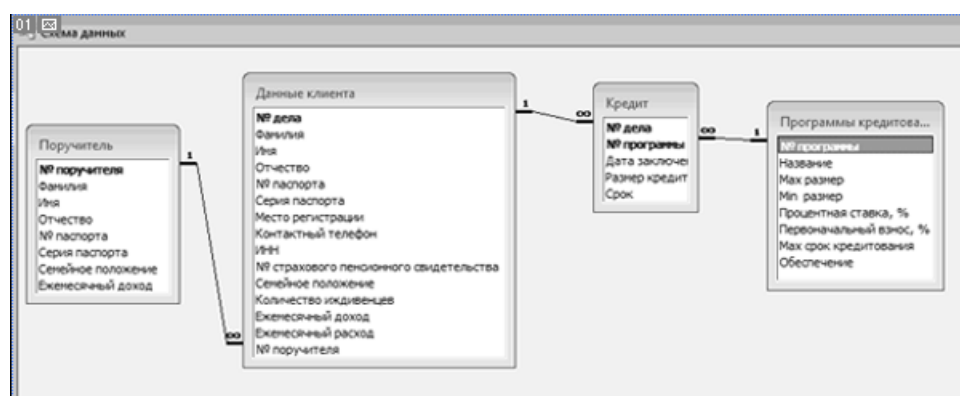 01
Схема данных
Поручитель
№ поручителя
Фамилия
Имя
Отчество
№ паспорта
Серия паспорта
Семейное положение
Ежемесячный доход
1
∞
Данные клиента
№ дела
Фамилия
Имя
Отчество
№ паспорта
Серия паспорта
Место регистрации
Контактный телефон
ИНН
№ страхового пенсионного свидетельства
Семейное положение
Количество иждивенцев
Ежемесячный доход
Ежемесячный расход
№ поручителя
1
∞
Кредит
№ дела
№ программы
Дата заключе
Размер кредит
Срок
∞
1
Программы кредитова...
№ программы
Название
Max размер
Min размер
Процентная ставка, %
Первоначальный взнос, %
Max срок кредитования
Обеспечение